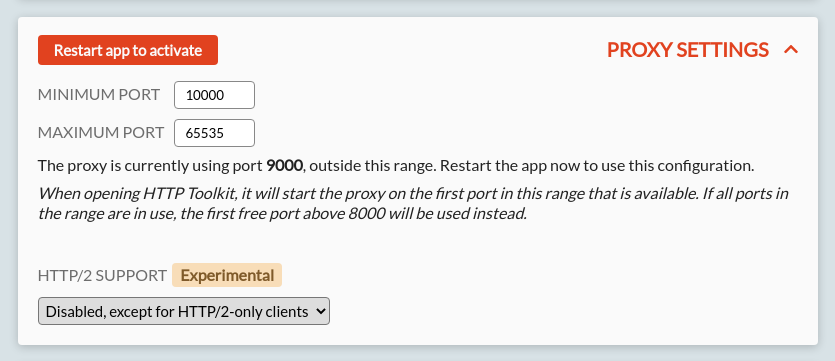 Restart app to activate
PROXY SETTINGS
MINIMUM PORT 10000
MAXIMUM PORT 65535
The proxy is currently using port 9000, outside this range. Restart the app now to use this configuration.
When opening HTTP Toolkit, it will start the proxy on the first port in this range that is available. If all ports in
the range are in use, the first free port above 8000 will be used instead.
HTTP/2 SUPPORT Experimental
Disabled, except for HTTP/2-only clients